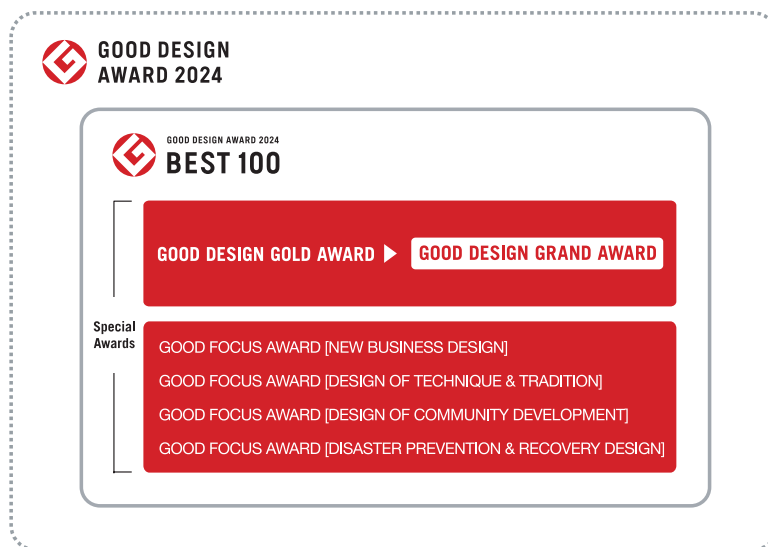 GOOD DESIGN
AWARD 2024
GOOD DESIGN AWARD 2024
BEST 100
GOOD DESIGN GOLD AWARD ▶ GOOD DESIGN GRAND AWARD
Special
Awards
GOOD FOCUS AWARD [NEW BUSINESS DESIGN]
GOOD FOCUS AWARD [DESIGN OF TECHNIQUE & TRADITION]
GOOD FOCUS AWARD [DESIGN OF COMMUNITY DEVELOPMENT]
GOOD FOCUS AWARD [DISASTER PREVENTION & RECOVERY DESIGN]